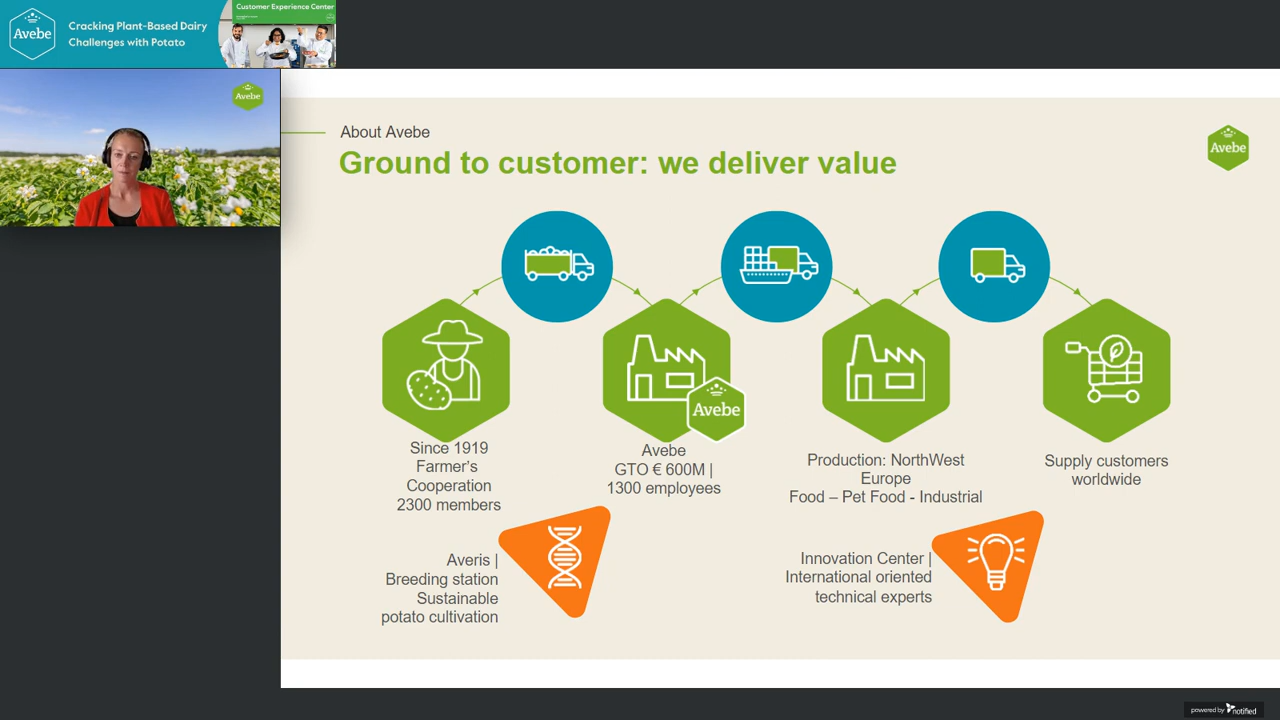 Avebe
Cracking Plant-Based Dairy
Challenges with Potato
Customer Experience Center
Avebe
About Avebe
Ground to customer: we deliver value
Avebe
Avebe
Since 1919
Farmer's
Cooperation
2300 members
Avebe
GTO € 600M |
1300 employees
Production: NorthWest
Europe
Food – Pet Food - Industrial
Supply customers
worldwide
Averis |
Breeding station
Sustainable
potato cultivation
Innovation Center |
International oriented
technical experts
powered by notified